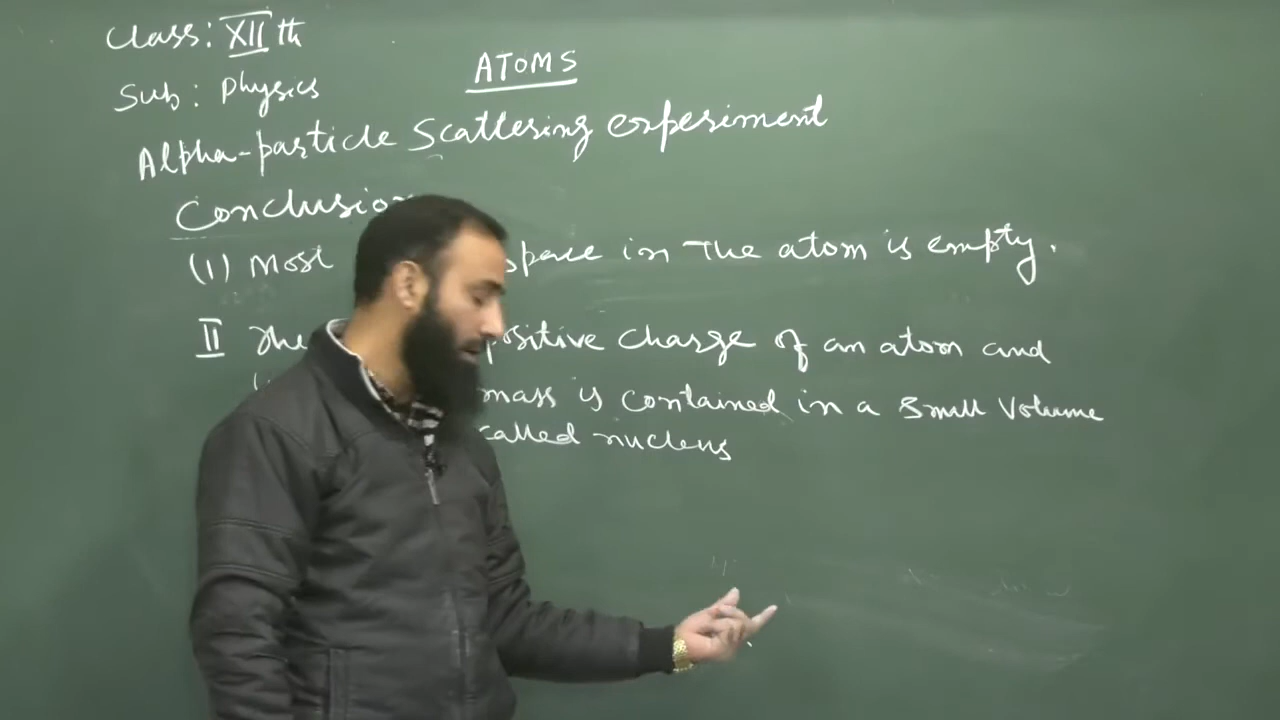 Class: XII th
ATOMS
Sub: Physics
Alpha-particle Scattering experiment
Conclusion
(1) Most space in The atom is empty.
II The positive charge of an atom and
mass is contained in a small volume
called nucleus